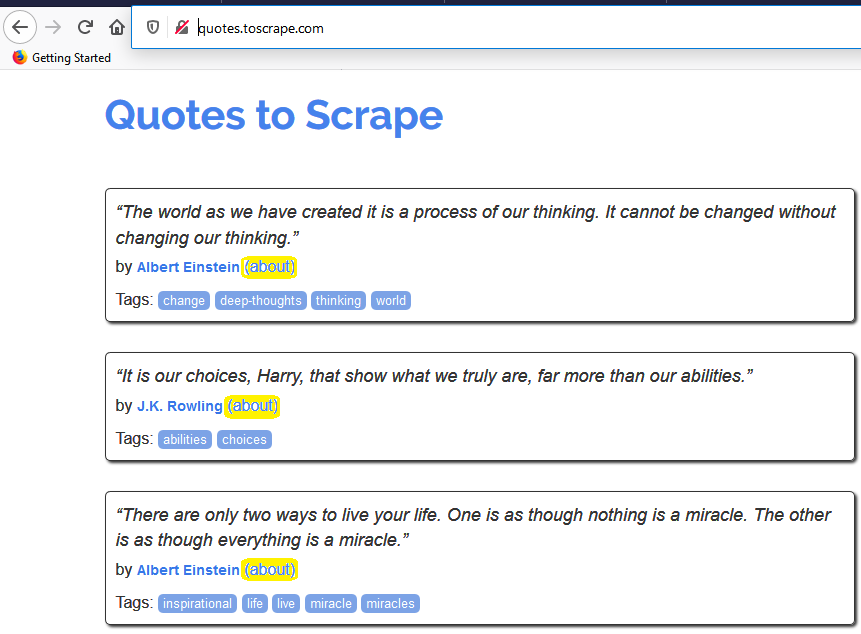 quotes.toscrape.com
Getting Started
Quotes to Scrape
“The world as we have created it is a process of our thinking. It cannot be changed without
changing our thinking.”
by Albert Einstein (about)
Tags: change deep-thoughts thinking world
“It is our choices, Harry, that show what we truly are, far more than our abilities.”
by J.K. Rowling (about)
Tags: abilities choices
“There are only two ways to live your life. One is as though nothing is a miracle. The other
is as though everything is a miracle.”
by Albert Einstein (about)
Tags: inspirational life live miracle miracles